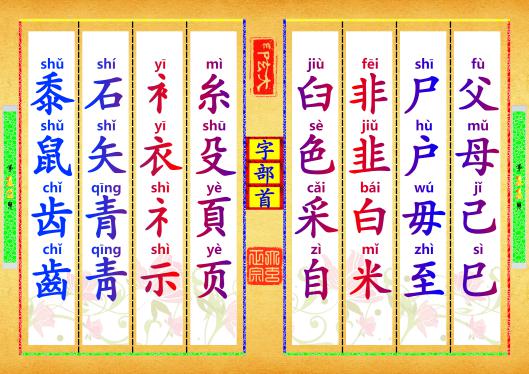 shǔ shí yī mì
黍 石 衤 糸
shǔ shǐ yī shū
鼠 矢 衣 殳
chǐ qīng shì yè
齿 青 礻 頁
chǐ qīng shì yè
齒 青 示 页
字部首
jiù fēi shī fù
臼 非 尸 父
sè jiǔ hù mǔ
色 韭 户 母
cǎi bái wú jǐ
采 白 毋 己
zì mǐ zhì sì
自 米 至 巳